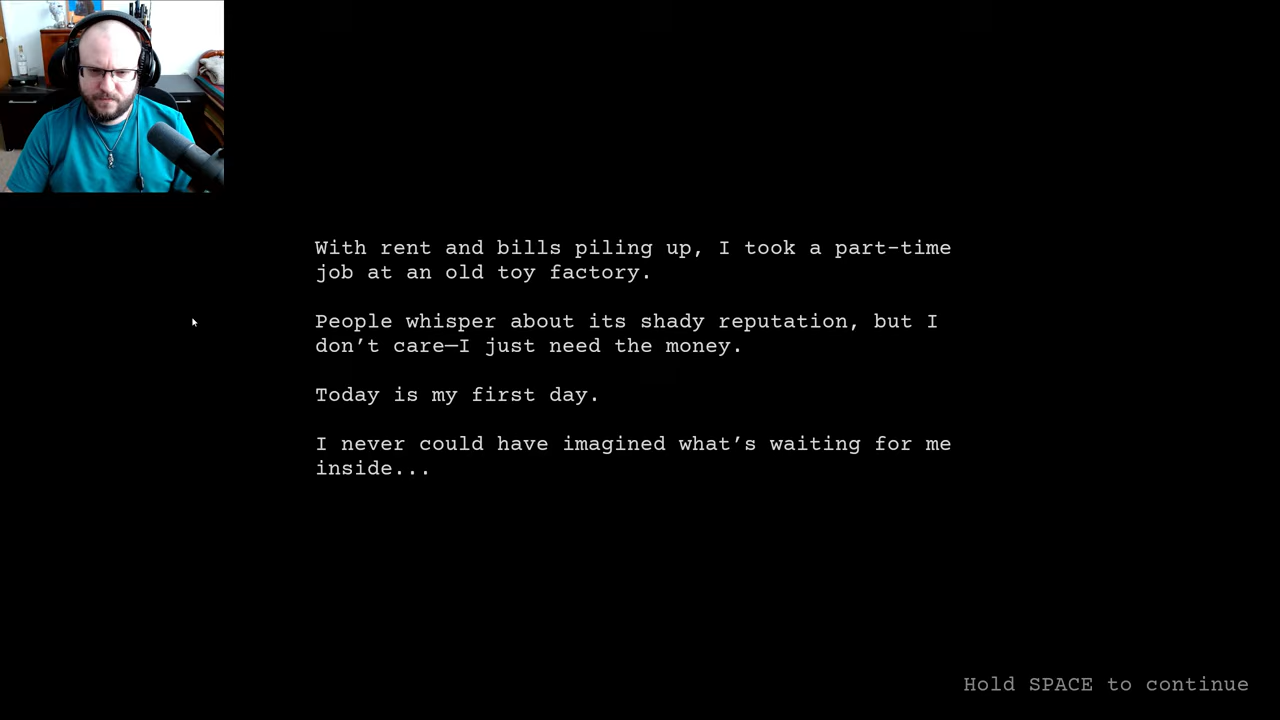 With rent and bills piling up, I took a part-time
job at an old toy factory.
People whisper about its shady reputation, but I
don't care—I just need the money.
Today is my first day.
I never could have imagined what's waiting for me
inside...
Hold SPACE to continue